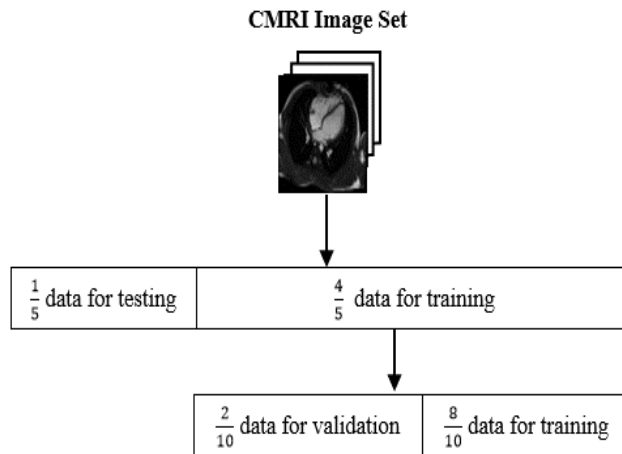 CMRI Image Set
1/5 data for testing
4/5 data for training
2/10 data for validation
8/10 data for training